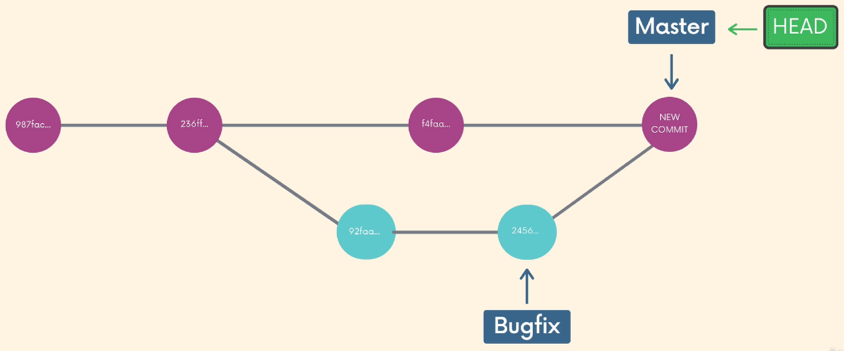 Master
HEAD
987fac...
236ff...
f4faa...
NEW
COMMIT
92faa...
2456...
Bugfix